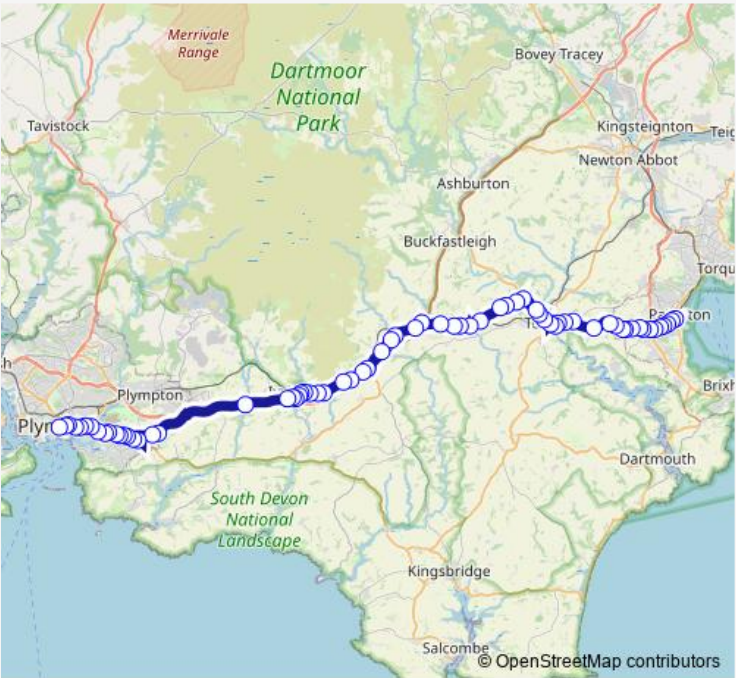 Merrivale
Range
Bovey Tracey
Dartmoor
National
Park
Tavistock
Kingsteignton
Newton Abbot
Ashburton
Buckfastleigh
Plympton
Dartmouth
South Devon
National
Landscape
Kingsbridge
Salcombe
© OpenStreetMap contributors